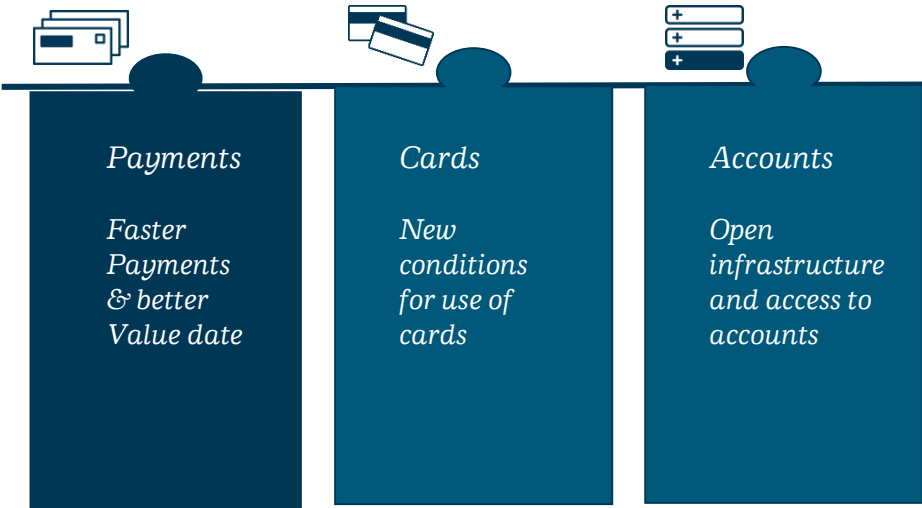 Payments
Faster
Payments
& better
Value date
Cards
New
conditions
for use of
cards
Accounts
Open
infrastructure
and access to
accounts